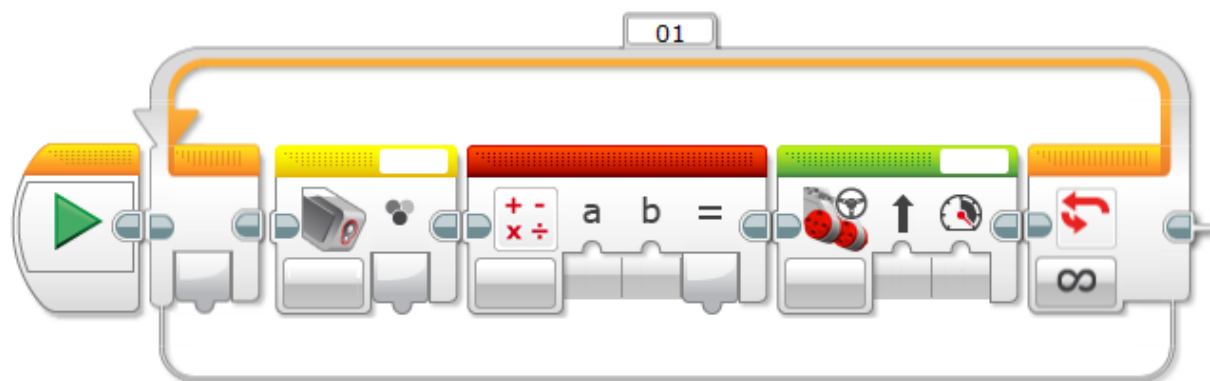 01
+ - a b =
x ÷
∞